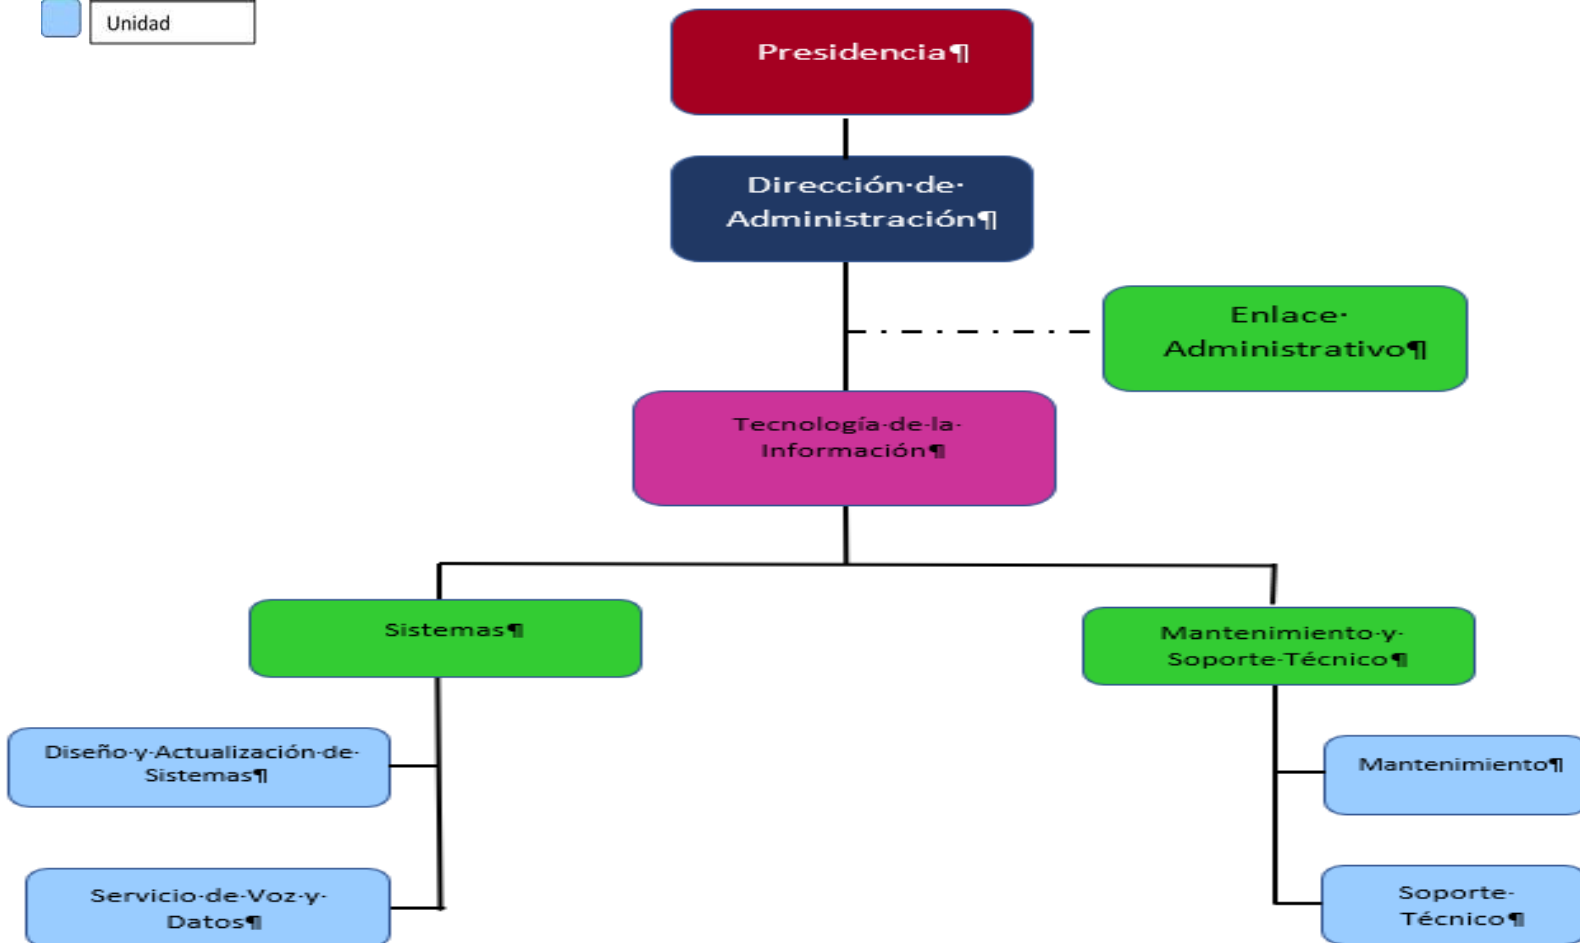 Unidad
Presidencia¶
Dirección·de·
Administración¶
Enlace·
Administrativo¶
Tecnología·de·la·
Información¶
Sistemas¶
Mantenimiento·y·
Soporte·Técnico¶
Diseño·y·Actualización·de·
Sistemas¶
Mantenimiento¶
Servicio·de·Voz·y·
Datos¶
Soporte·
Técnico¶